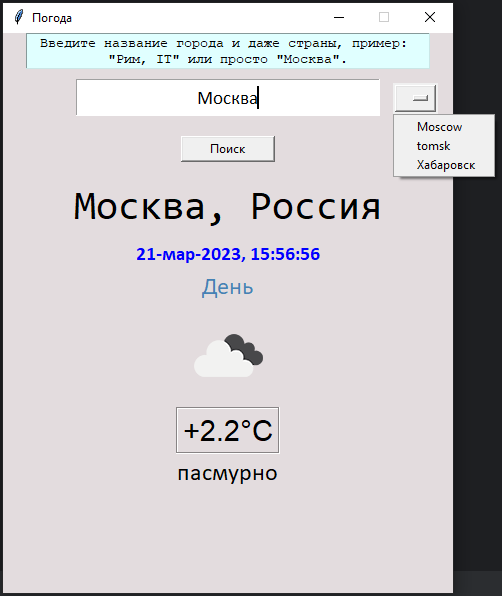 Погода
Введите название города и даже страны, пример:
"Рим, IT" или просто "Москва".
Москва
Moscow
tomsk
Хабаровск
Поиск
Москва, Россия
21-мар-2023, 15:56:56
День
+2.2°C
пасмурно